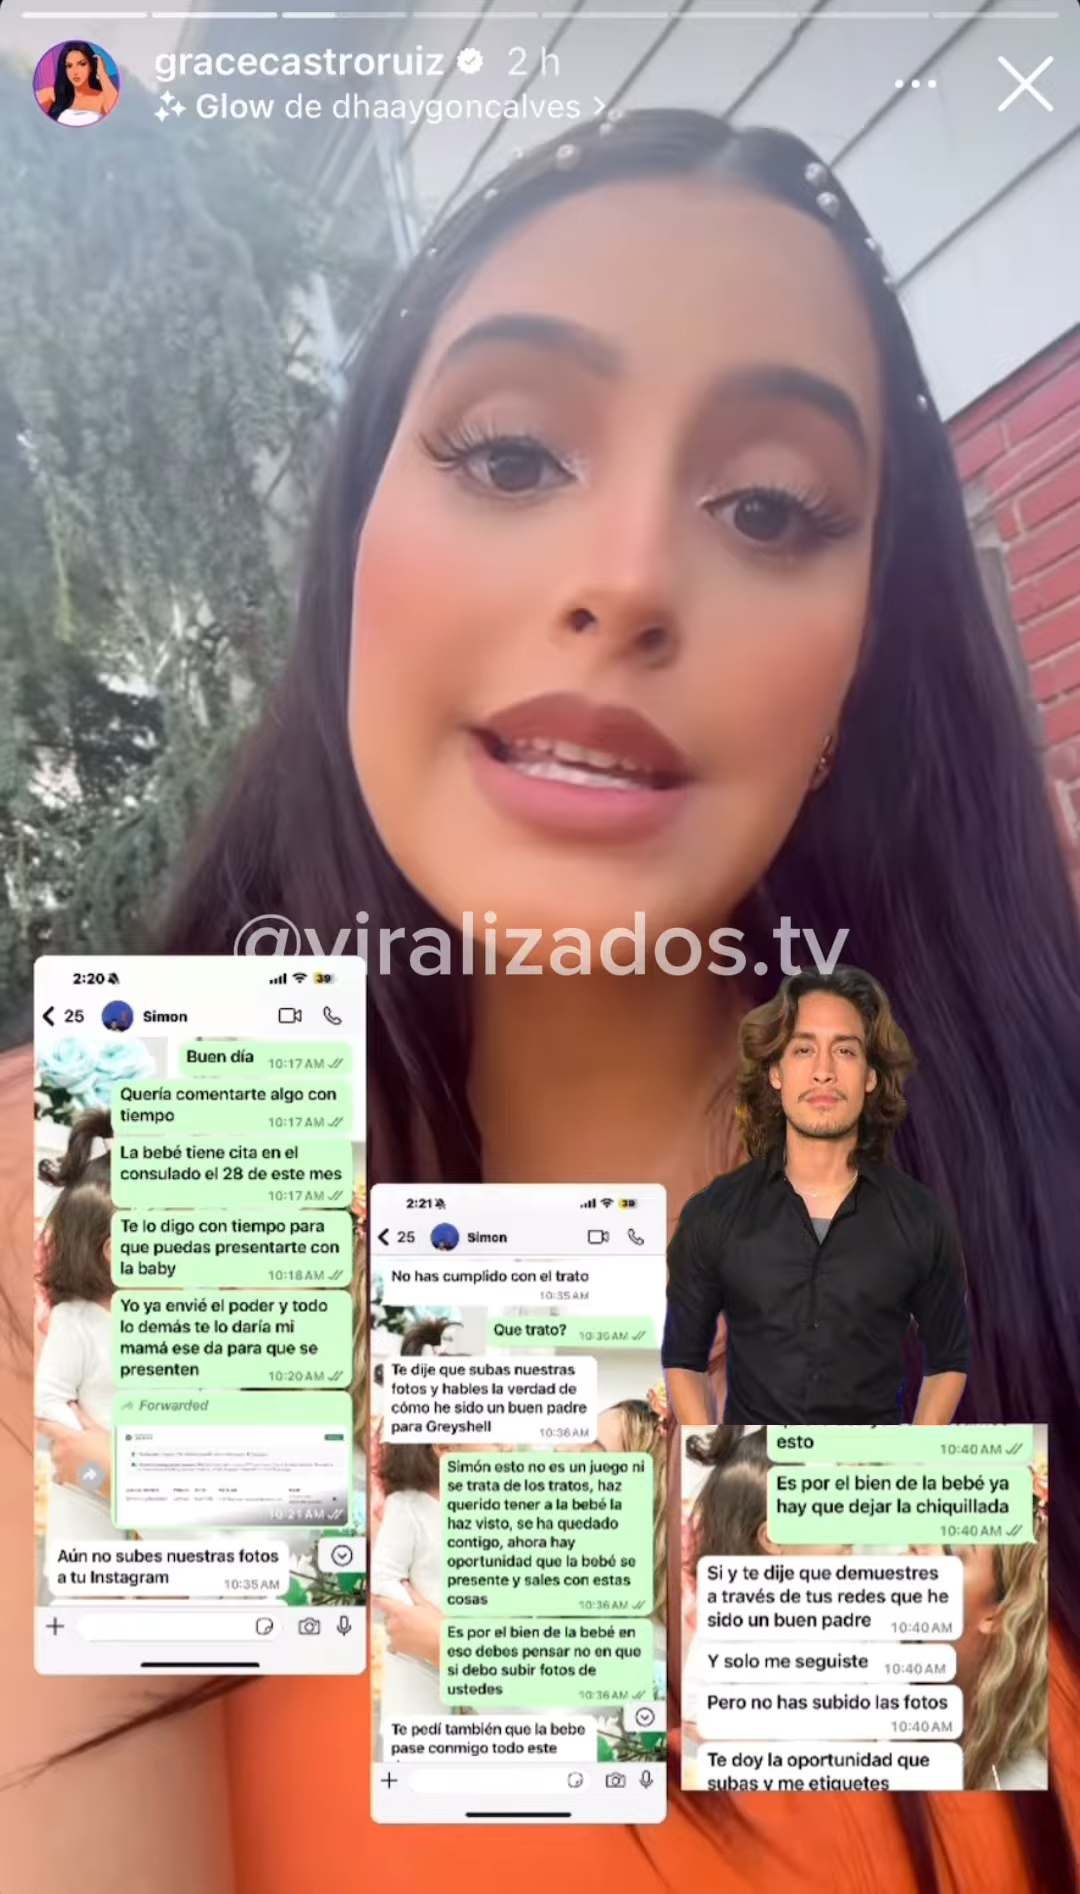 gracecastroruiz 2 h
Glow de dhaaygoncalves
@viralizados.tv
2:20 39
25 Simon
Buen día 10:17 AM
Quería comentarte algo con
tiempo 10:17 AM
La bebé tiene cita en el
consulado el 28 de este mes
10:17 AM
Te lo digo con tiempo para
que puedas presentarte con
la baby 10:18 AM
Yo ya envié el poder y todo
lo demás te lo daría mi
mamá ese da para que se
presenten 10:20 AM
Forwarded
10:21 AM
Aún no subes nuestras fotos
a tu Instagram 10:35 AM
2:21 39
25 Simon
No has cumplido con el trato
10:35 AM
Que trato? 10:36 AM
Te dije que subas nuestras
fotos y hables la verdad de
cómo he sido un buen padre
para Greyshell 10:36 AM
Simón esto no es un juego ni
se trata de los tratos, haz
querido tener a la bebé la
haz visto, se ha quedado
contigo, ahora hay
oportunidad que la bebé se
presente y sales con estas
cosas 10:36 AM
Es por el bien de la bebé en
eso debes pensar no en que
si debo subir fotos de
ustedes 10:36 AM
Te pedí también que la bebe
pase conmigo todo este
esto 10:40 AM
Es por el bien de la bebé ya
hay que dejar la chiquillada
10:40 AM
Si y te dije que demuestres
a través de tus redes que he
sido un buen padre 10:40 AM
Y solo me seguiste 10:40 AM
Pero no has subido las fotos
10:40 AM
Te doy la oportunidad que
subas y me etiquetes